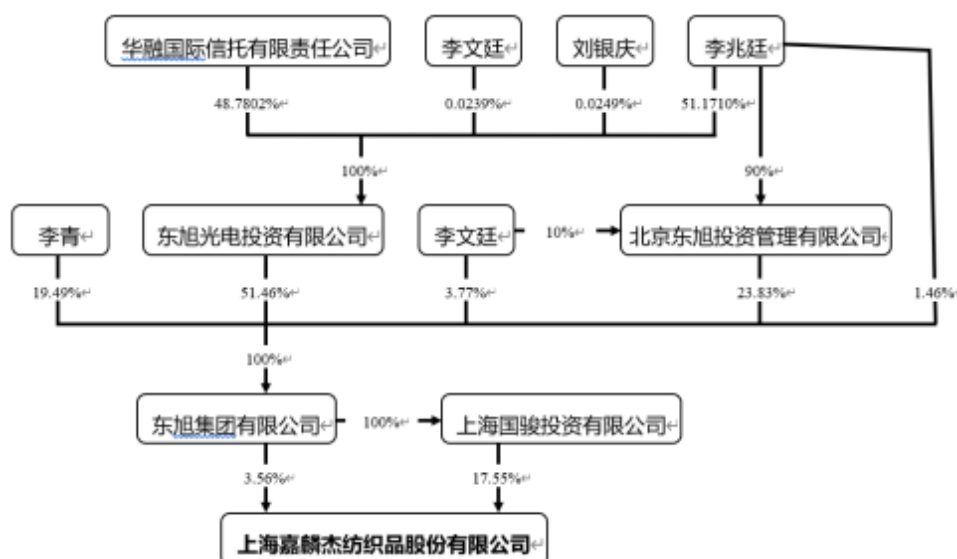 华融国际信托有限责任公司↵
李文廷↵
刘银庆↵
李兆廷↵
48.7802%↵
0.0239%↵
0.0249%↵
51.1710%↵
100%↵
90%↵
李青↵
东旭光电投资有限公司↵
李文廷↵
10%↵
北京东旭投资管理有限公司↵
19.49%↵
51.46%↵
3.77%↵
23.83%↵
1.46%↵
100%↵
东旭集团有限公司↵
100%↵
上海国骏投资有限公司↵
3.56%↵
17.55%↵
上海嘉麟杰纺织品股份有限公司↵